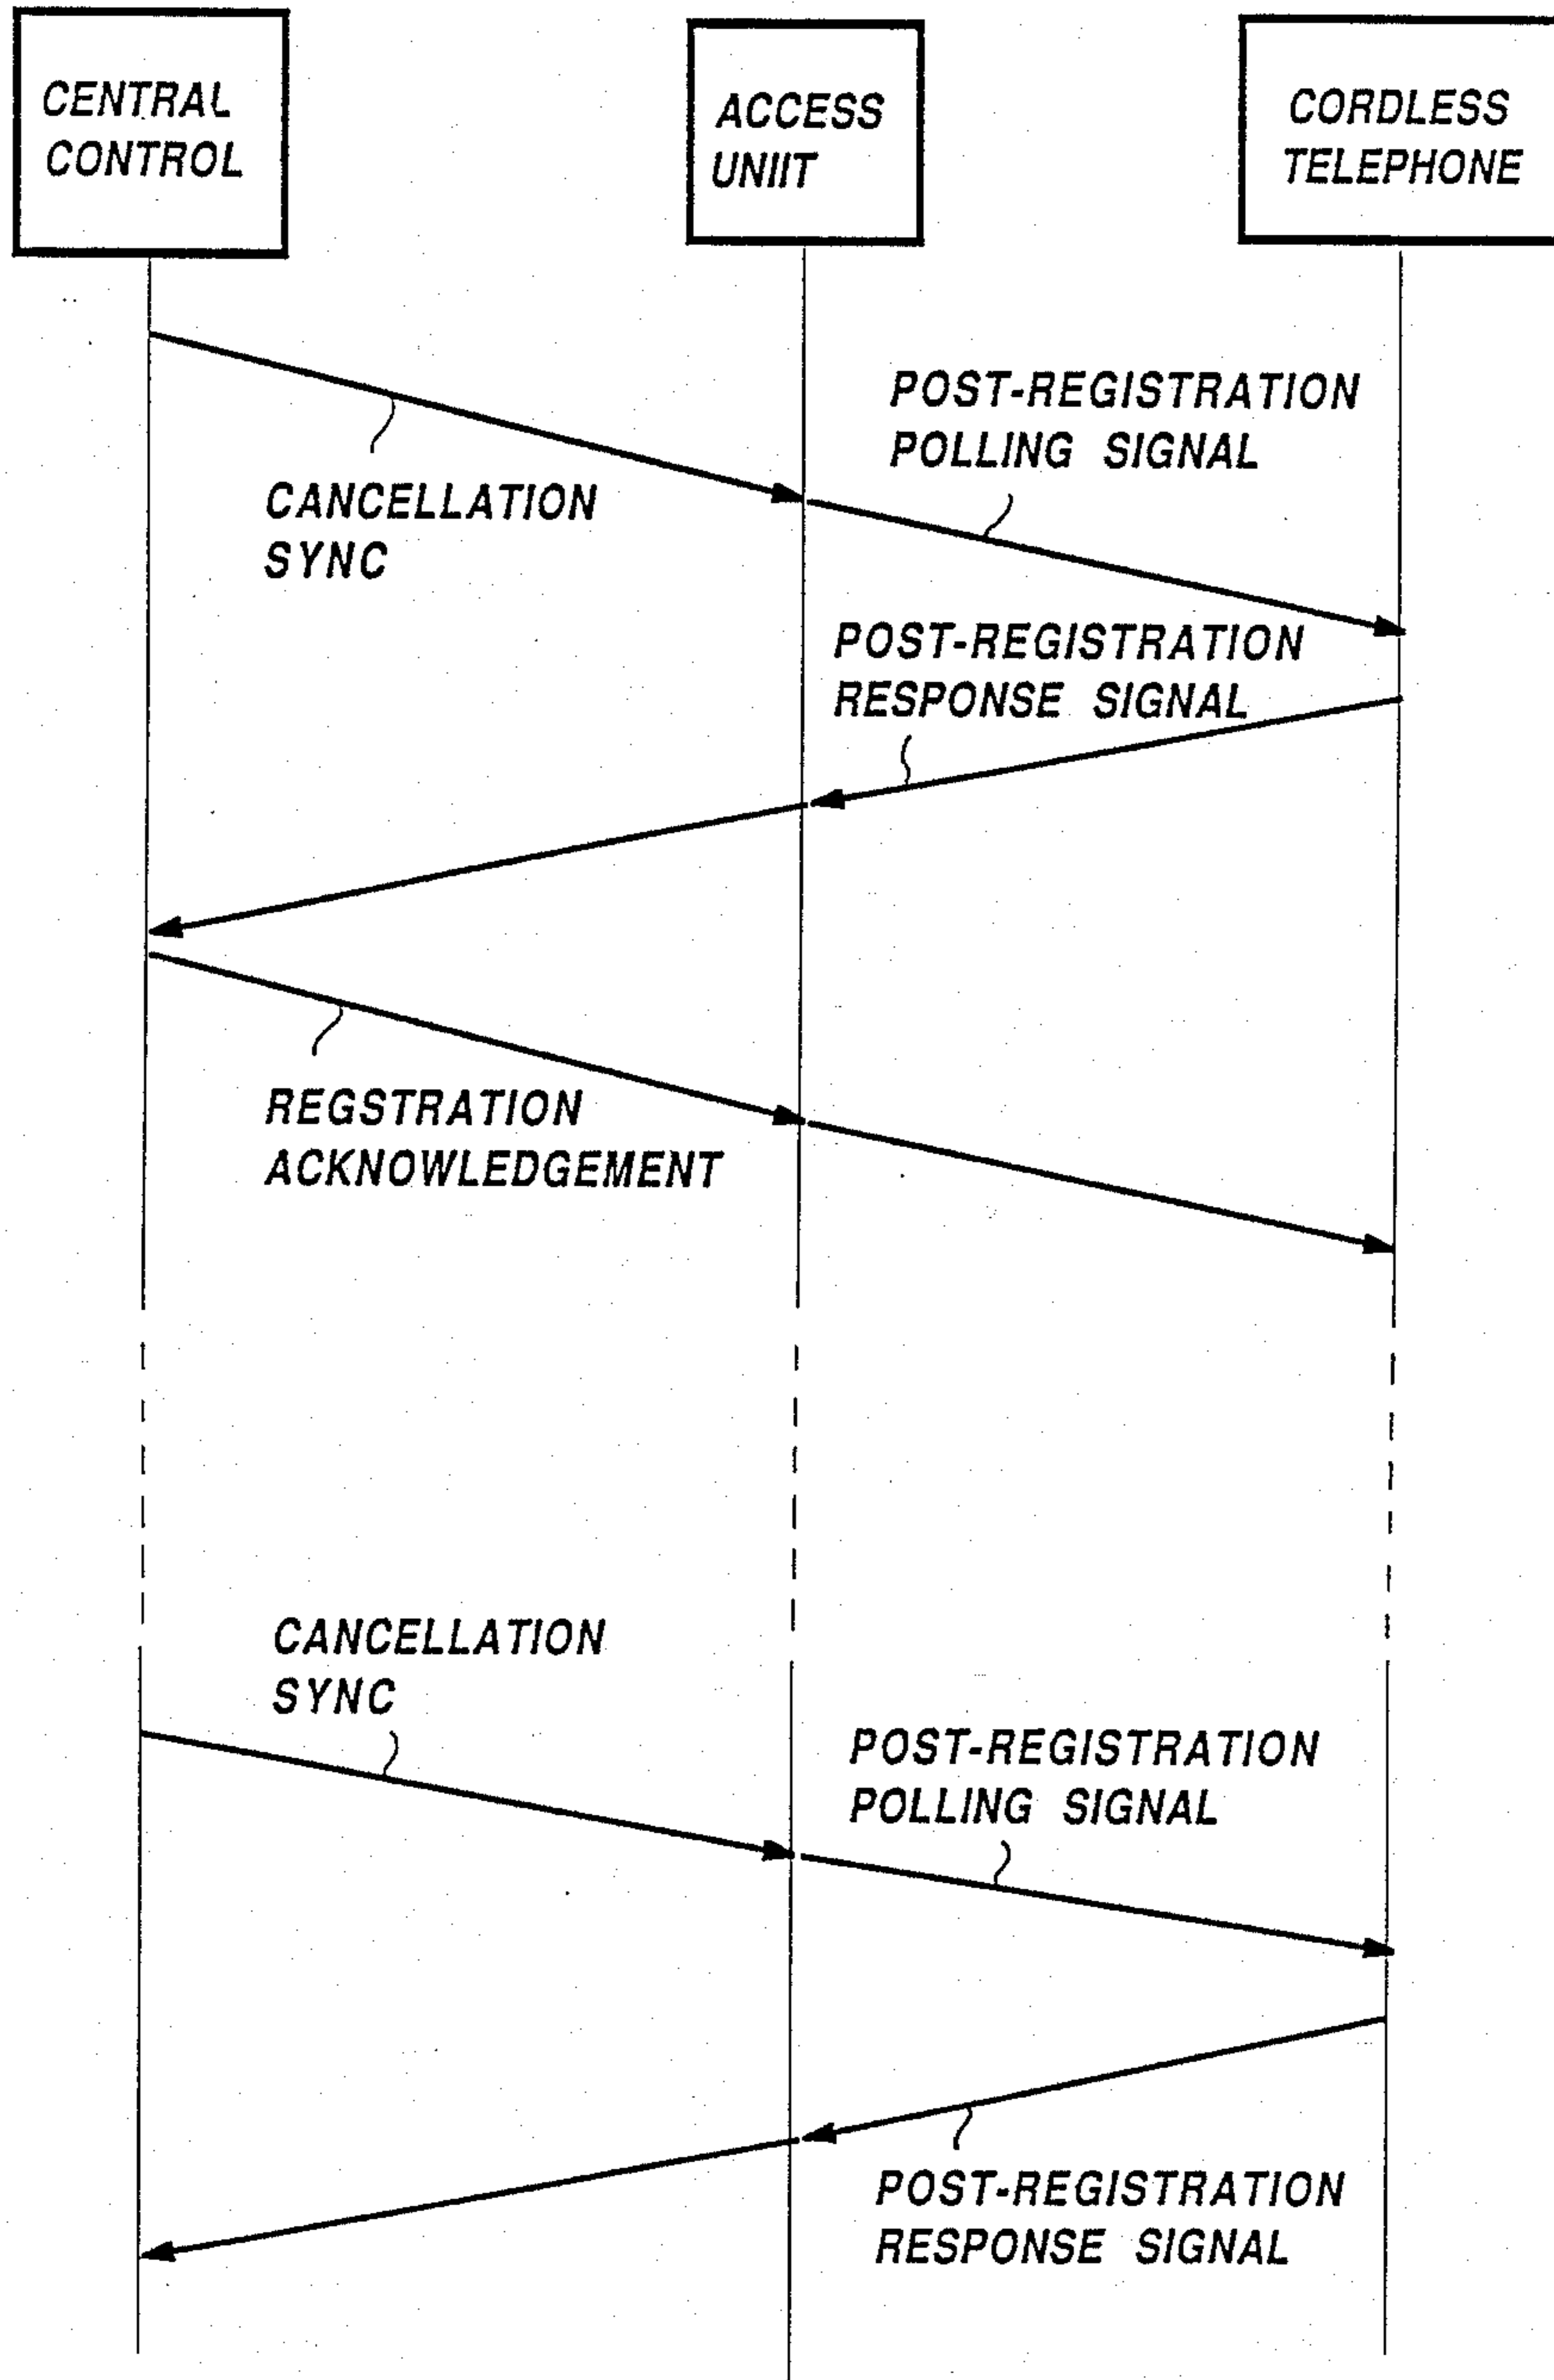 CENTRAL
CONTROL
ACCESS
UNIIT
CORDLESS
TELEPHONE
POST-REGISTRATION
POLLING SIGNAL
CANCELLATION
SYNC
POST-REGISTRATION
RESPONSE SIGNAL
REGSTRATION
ACKNOWLEDGEMENT
CANCELLATION
SYNC
POST-REGISTRATION
POLLING SIGNAL
POST-REGISTRATION
RESPONSE SIGNAL